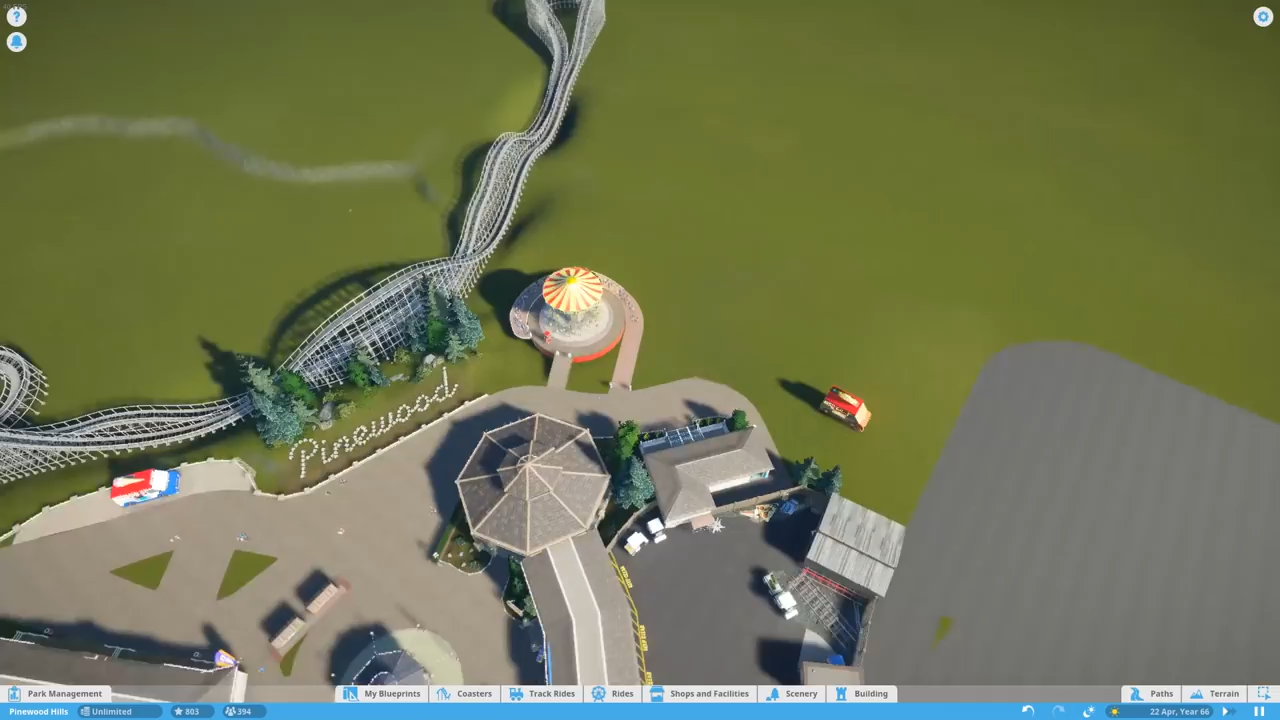 ?
Pinewood
Park Management
My Blueprints
Coasters
Track Rides
Rides
Shops and Facilities
Scenery
Building
Paths
Terrain
Pinewood Hills
Unlimited
803
394
22 Apr, Year 66